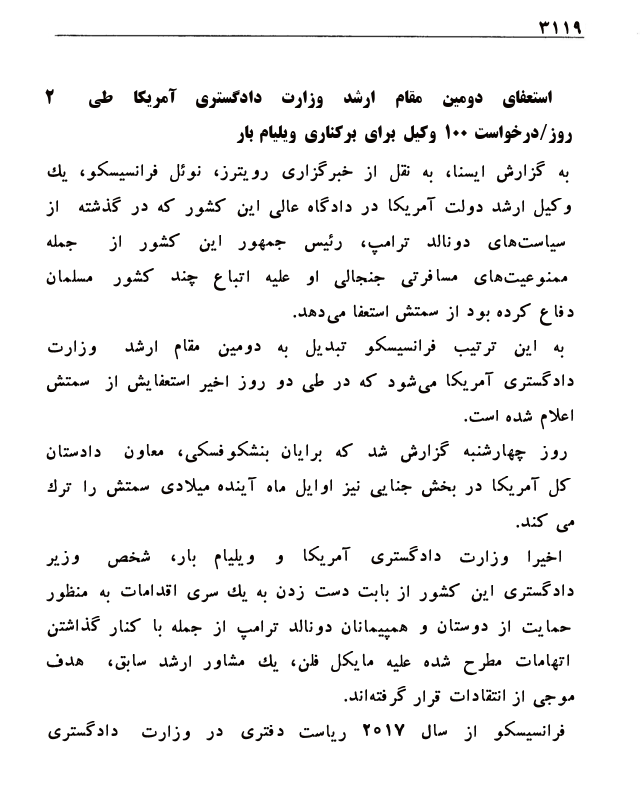 ۳۱۱۹
استعفای دومین مقام ارشد وزارت دادگستری آمریکا طی ۲
روز/درخواست ۱۰۰ وکیل برای برکناری ویلیام بار
به گزارش ایسنا، به نقل از خبرگزاری رویترز، نوئل فرانسیسکو، یك
وکیل ارشد دولت آمریکا در دادگاه عالی این کشور که در گذشته از
سیاست‌های دونالد ترامپ، رئیس جمهور این کشور از جمله
ممنوعیت‌های مسافرتی جنجالی او علیه اتباع چند کشور مسلمان
دفاع کرده بود از سمتش استعفا می‌دهد.
به این ترتیب فرانسیسکو تبدیل به دومین مقام ارشد وزارت
دادگستری آمریکا می‌شود که در طی دو روز اخیر استعفایش از سمتش
اعلام شده است.
روز چهارشنبه گزارش شد که برایان بنشکوفسکی، معاون دادستان
کل آمریکا در بخش جنایی نیز اوایل ماه آینده میلادی سمتش را ترك
می کند.
اخیرا وزارت دادگستری آمریکا و ویلیام بار، شخص وزیر
دادگستری این کشور از بابت دست زدن به یك سری اقدامات به منظور
حمایت از دوستان و همپیمانان دونالد ترامپ از جمله با کنار گذاشتن
اتهامات مطرح شده علیه مایکل فلن، یك مشاور ارشد سابق، هدف
موجی از انتقادات قرار گرفته‌اند.
فرانسیسکو از سال ۲۰۱۷ ریاست دفتری در وزارت دادگستری